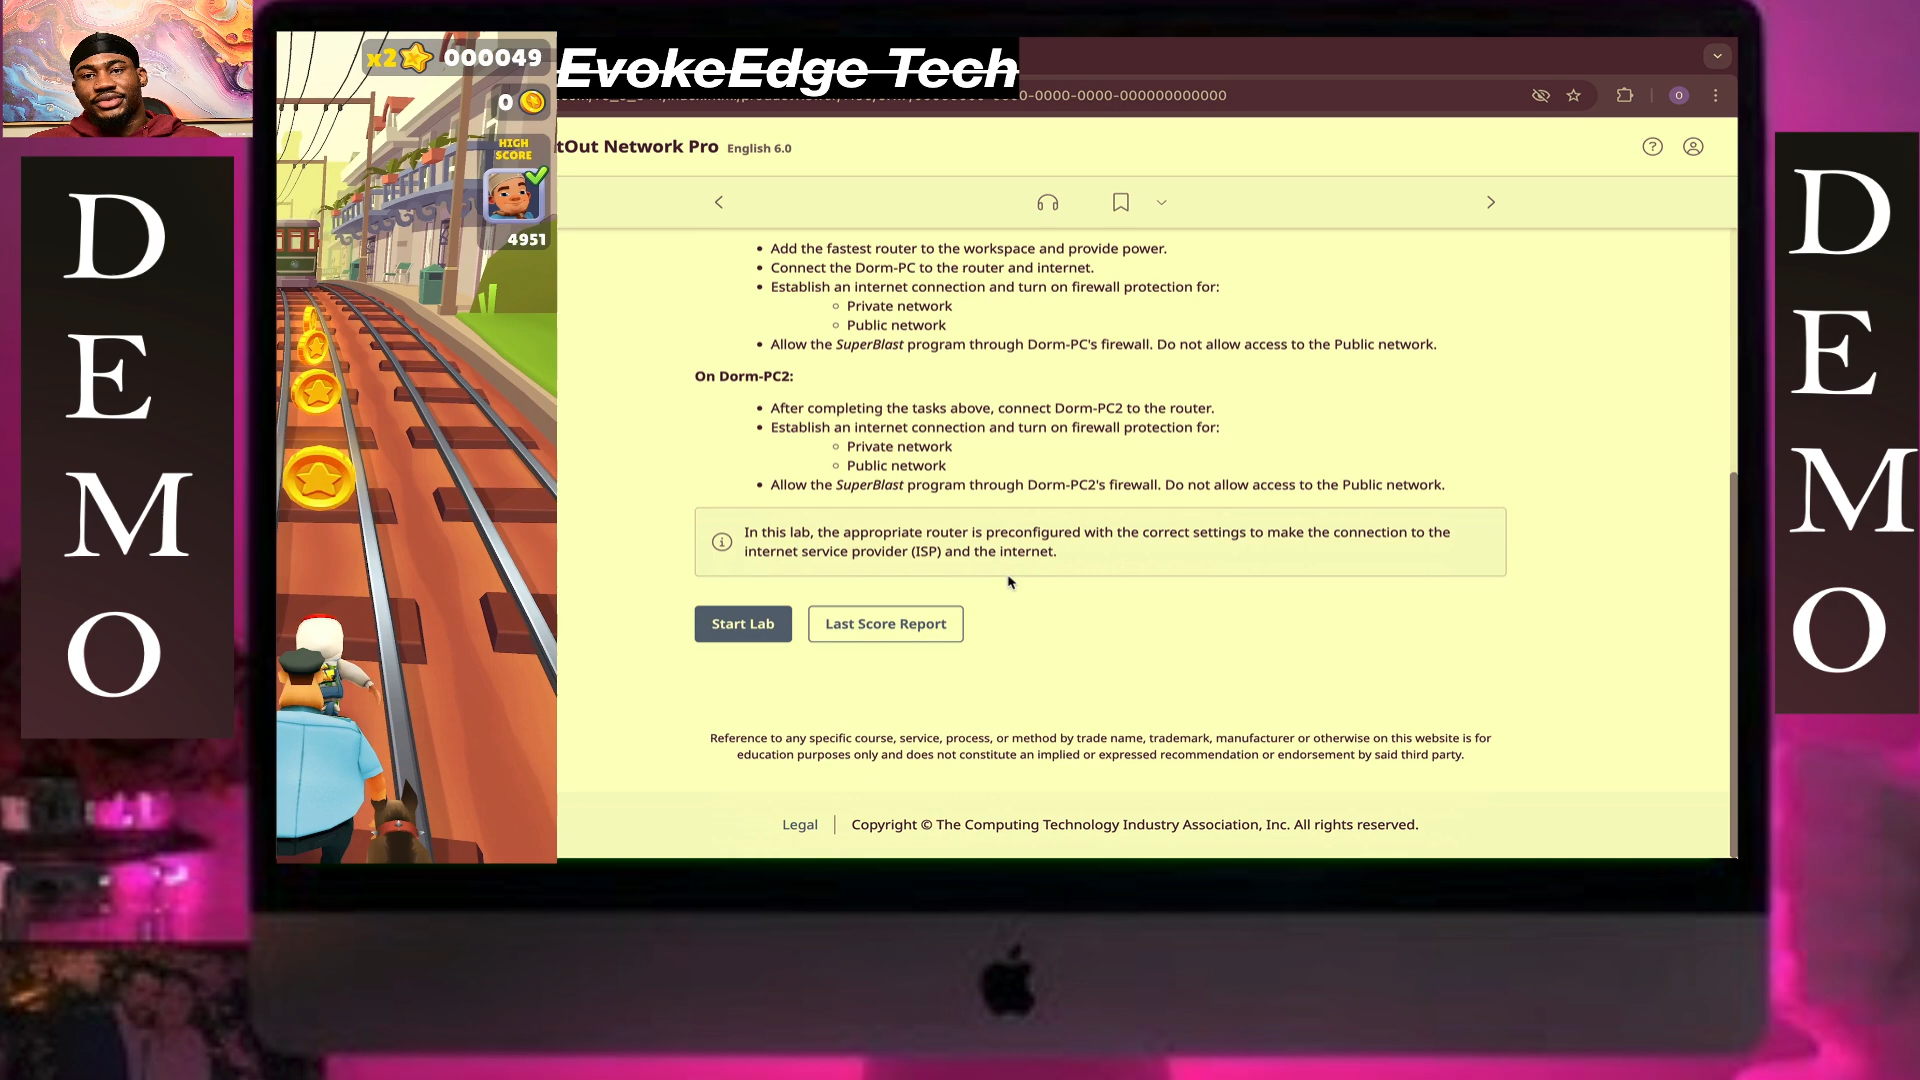 x2 000049
EvokeEdge Tech
0
-0000-0000-000000000000
O
HIGH
SCORE
4951
tOut Network Pro English 6.0
Add the fastest router to the workspace and provide power.
Connect the Dorm-PC to the router and internet.
Establish an internet connection and turn on firewall protection for:
Private network
Public network
Allow the SuperBlast program through Dorm-PC's firewall. Do not allow access to the Public network.
On Dorm-PC2:
After completing the tasks above, connect Dorm-PC2 to the router.
Establish an internet connection and turn on firewall protection for:
Private network
Public network
Allow the SuperBlast program through Dorm-PC2's firewall. Do not allow access to the Public network.
In this lab, the appropriate router is preconfigured with the correct settings to make the connection to the
internet service provider (ISP) and the internet.
Start Lab
Last Score Report
Reference to any specific course, service, process, or method by trade name, trademark, manufacturer or otherwise on this website is for
education purposes only and does not constitute an implied or expressed recommendation or endorsement by said third party.
Legal | Copyright © The Computing Technology Industry Association, Inc. All rights reserved.
D
E
M
O
D
E
M
O